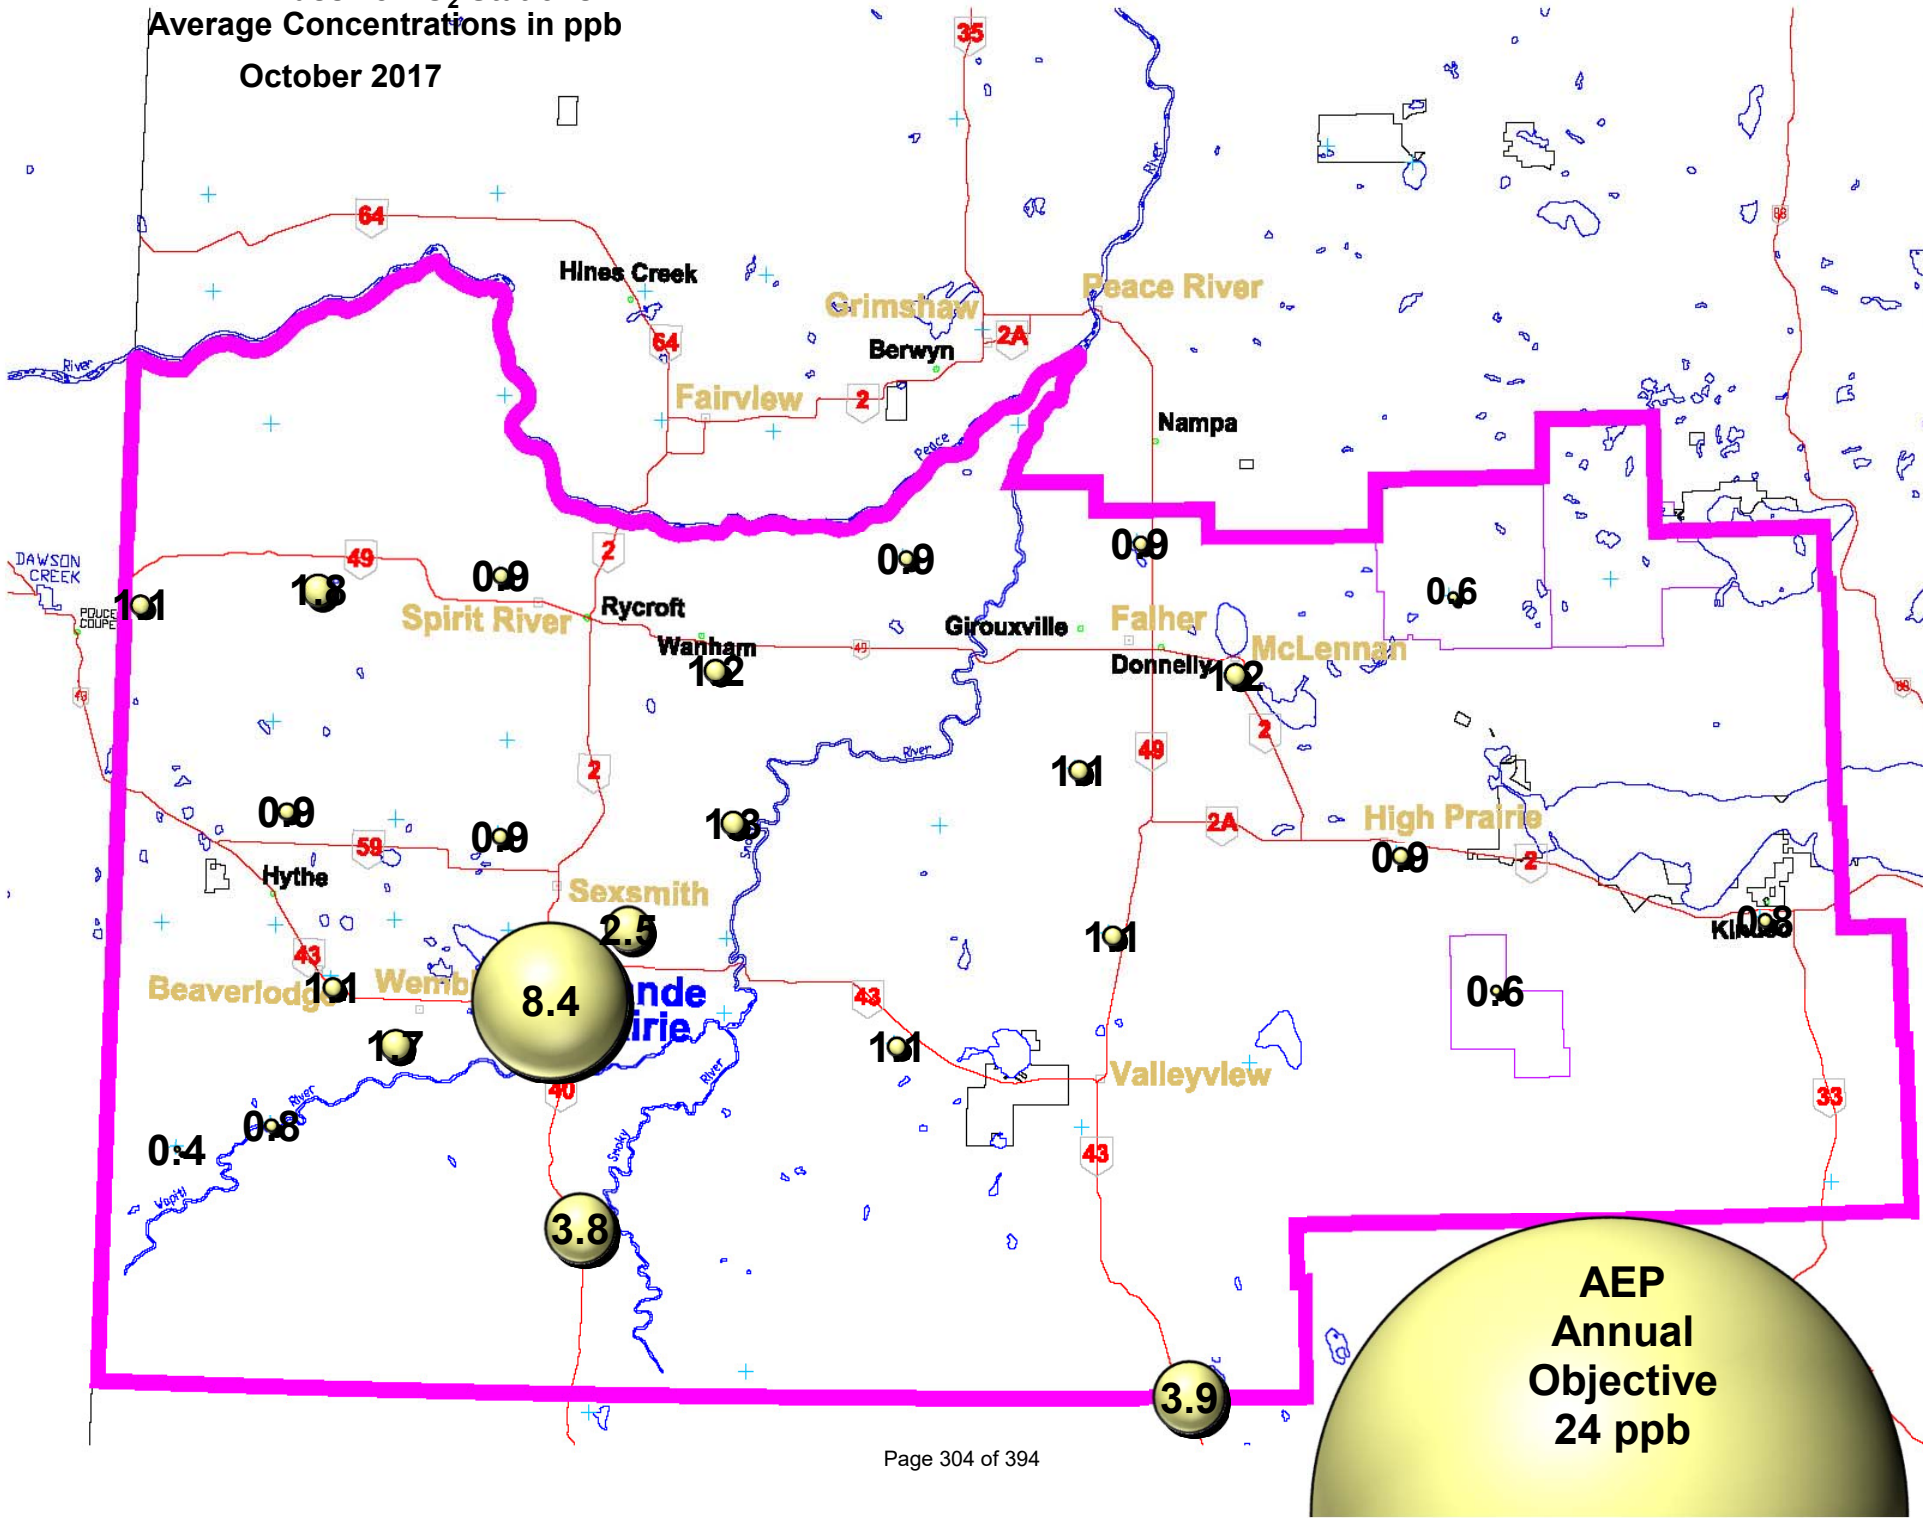 Average Concentrations in ppb
October 2017
35
River
64
Hines Creek
Peace River
Grimshaw
2A
64
Berwyn
River
Fairview
2
88
Nampa
Peace
DAWSON
CREEK
49
2
0.9
0.9
0.9
POUCE
COUPE
1.1
1.8
0.6
Spirit River
Rycroft
Girouxville
Falher
Wanham
49
McLennan
Donnelly
1.2
1.2
43
88
2
River
49
2
1.1
0.9
0.9
1.3
2A
High Prairie
59
0.9
2
Hythe
Sexsmith
2.5
1.1
0.8
43
Beaverlodge
1.1
8.4
43
0.6
1.7
1.1
Valleyview
River
River
40
33
0.4
0.8
Smoky
43
Wapiti
3.8
3.9
AEP
Annual
Objective
24 ppb
Page 304 of 394